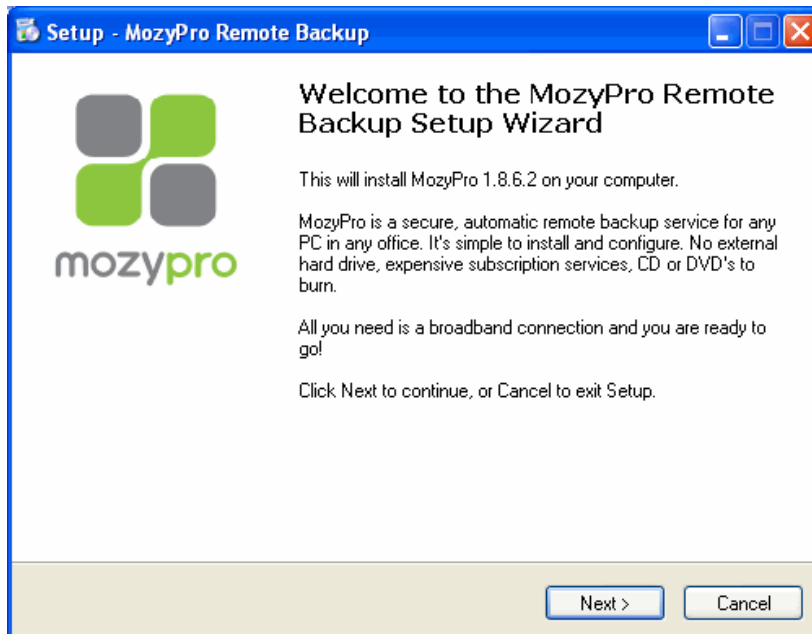 Setup - MozyPro Remote Backup
mozypro
Welcome to the MozyPro Remote
Backup Setup Wizard
This will install MozyPro 1.8.6.2 on your computer.
MozyPro is a secure, automatic remote backup service for any
PC in any office. It's simple to install and configure. No external
hard drive, expensive subscription services, CD or DVD's to
burn.
All you need is a broadband connection and you are ready to
go!
Click Next to continue, or Cancel to exit Setup.
Next >
Cancel